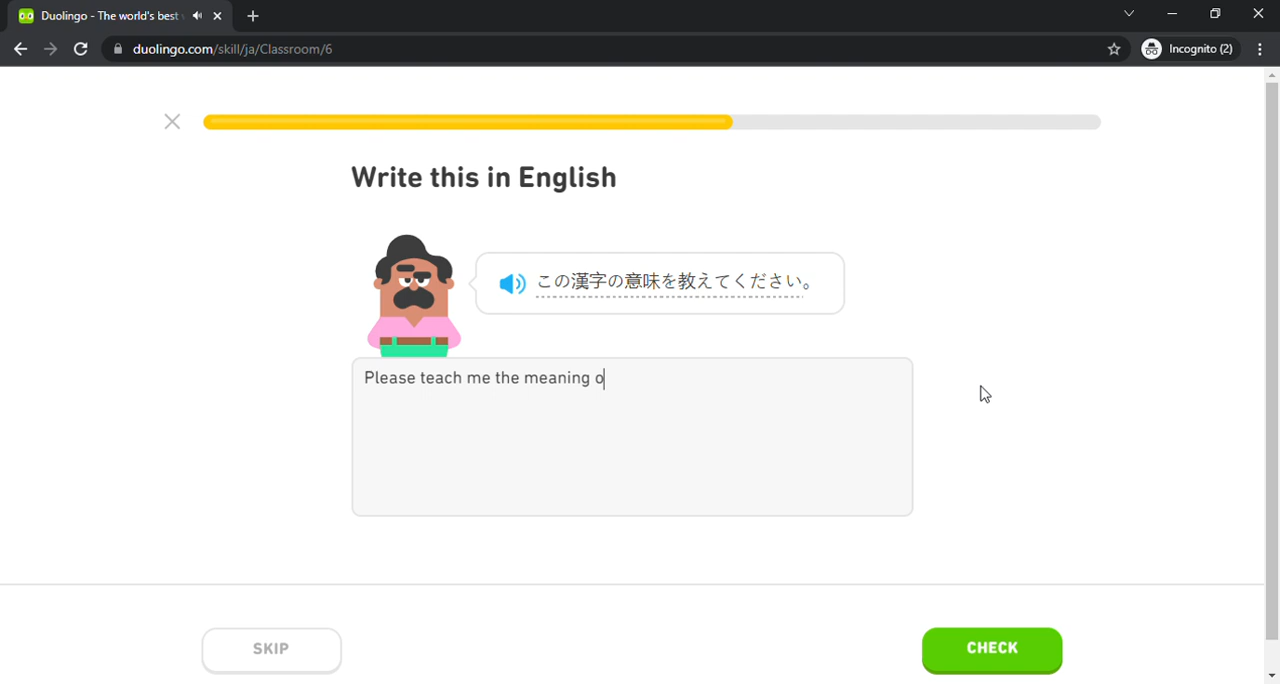 Duolingo - The world's best
duolingo.com/skill/ja/Classroom/6
Incognito (2)
Write this in English
この漢字の意味を教えてください。
Please teach me the meaning o
SKIP
CHECK